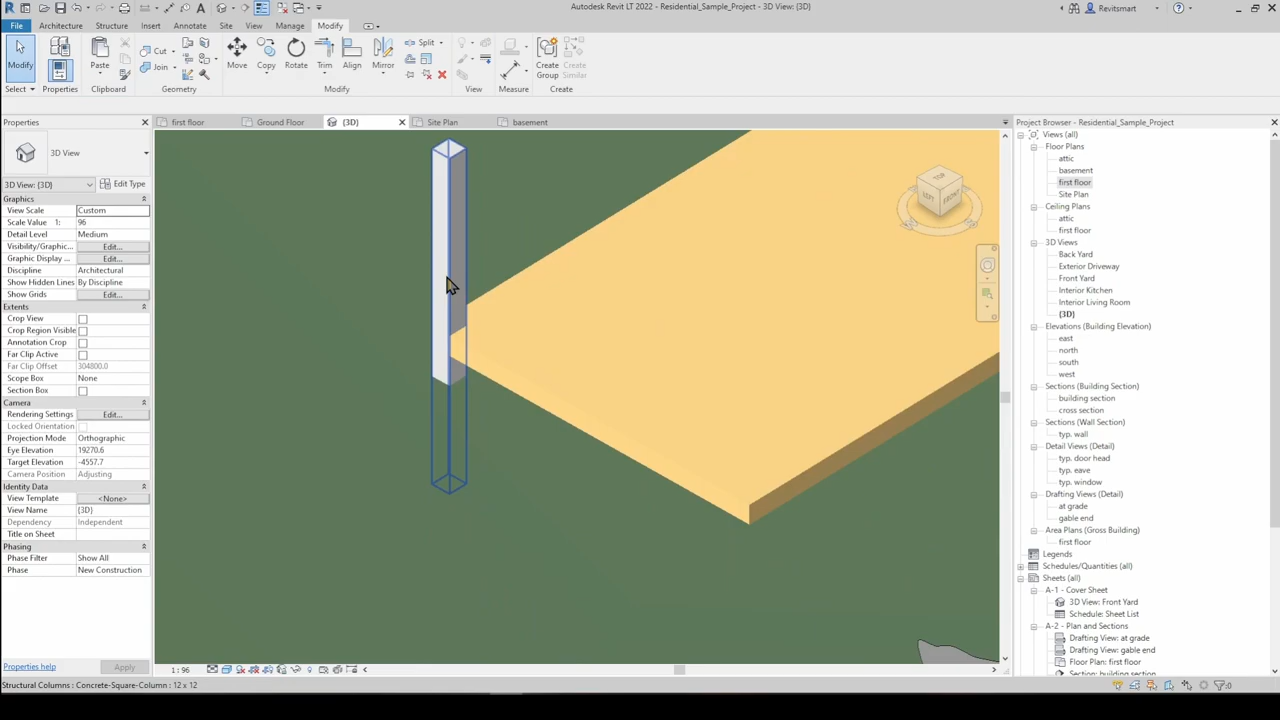 Autodesk Revit LT 2022 - Residential_Sample_Project - 3D View: {3D}
Revitsmart
File Architecture Structure Insert Annotate Site View Manage Modify
Modify
Properties
Paste
Cut
Join
Move Copy Rotate Trim Align Mirror
Split
Create Group
Create Similar
Select Properties Clipboard Geometry Modify View Measure Create
Properties
first floor
Ground Floor
{3D}
Site Plan
basement
Project Browser - Residential_Sample_Project
3D View
3D View: {3D}
Edit Type
Graphics
View Scale Custom
Scale Value 1: 96
Detail Level Medium
Visibility/Graphic... Edit...
Graphic Display ... Edit...
Discipline Architectural
Show Hidden Lines By Discipline
Show Grids Edit...
Extents
Crop View
Crop Region Visible
Annotation Crop
Far Clip Active
Far Clip Offset 304800.0
Scope Box None
Section Box
Camera
Rendering Settings Edit...
Locked Orientation
Projection Mode Orthographic
Eye Elevation 19270.6
Target Elevation -4557.7
Camera Position Adjusting
Identity Data
View Template <None>
View Name {3D}
Dependency Independent
Title on Sheet
Phasing
Phase Filter Show All
Phase New Construction
Properties help
Apply
TOP
LEFT
FRONT
Views (all)
Floor Plans
attic
basement
first floor
Site Plan
Ceiling Plans
attic
first floor
3D Views
Back Yard
Exterior Driveway
Front Yard
Interior Kitchen
Interior Living Room
{3D}
Elevations (Building Elevation)
east
north
south
west
Sections (Building Section)
building section
cross section
Sections (Wall Section)
typ. wall
Detail Views (Detail)
typ. door head
typ. eave
typ. window
Drafting Views (Detail)
at grade
gable end
Area Plans (Gross Building)
first floor
Legends
Schedules/Quantities (all)
Sheets (all)
A-1 - Cover Sheet
3D View: Front Yard
Schedule: Sheet List
A-2 - Plan and Sections
Drafting View: at grade
Drafting View: gable end
Floor Plan: first floor
Section: building section
1 : 96
Structural Columns : Concrete-Square-Column : 12 x 12
:0